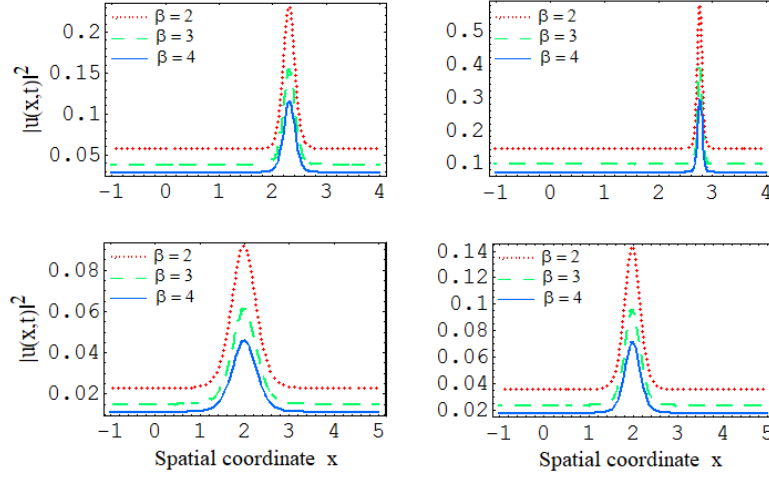 β = 2
β = 3
β = 4
|u(x,t)|²
0.2
0.15
0.1
0.05
-1 0 1 2 3 4
β = 2
β = 3
β = 4
0.5
0.4
0.3
0.2
0.1
-1 0 1 2 3 4
β = 2
β = 3
β = 4
|u(x,t)|²
0.08
0.06
0.04
0.02
-1 0 1 2 3 4 5
Spatial coordinate x
β = 2
β = 3
β = 4
0.14
0.12
0.1
0.08
0.06
0.04
0.02
-1 0 1 2 3 4 5
Spatial coordinate x